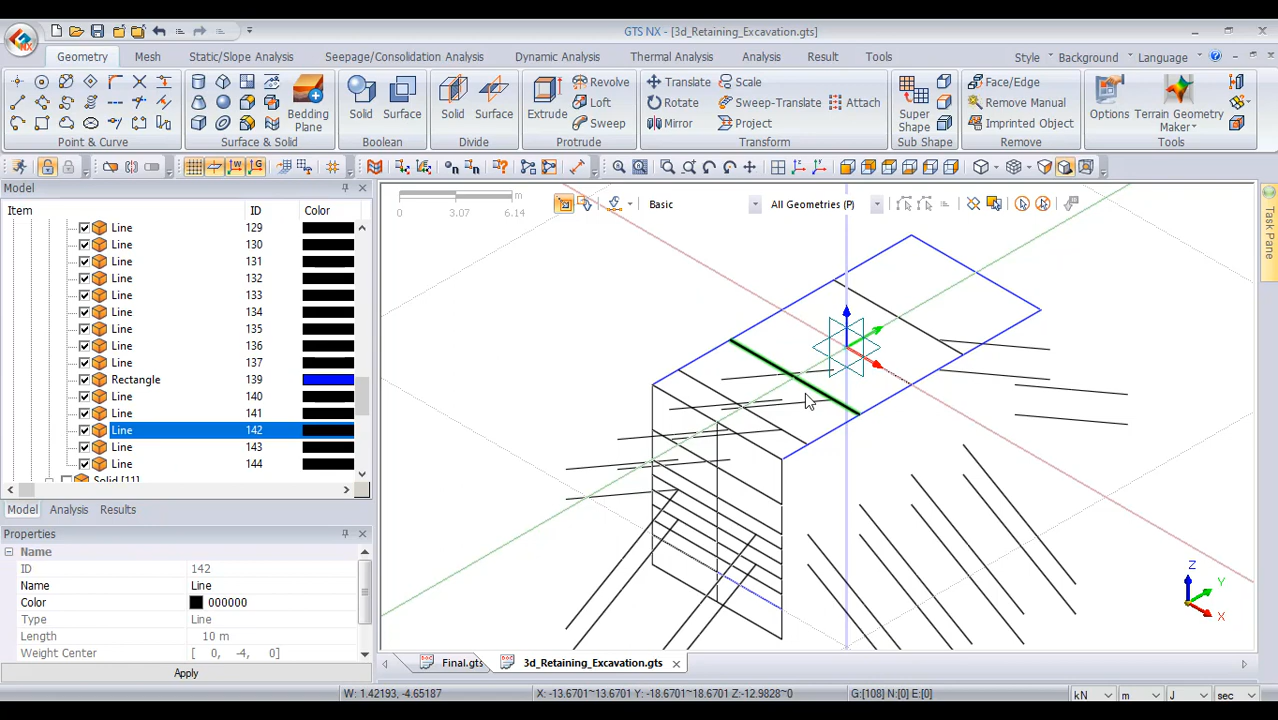 GTS NX - [3d_Retaining_Excavation.gts]
Geometry Mesh Static/Slope Analysis Seepage/Consolidation Analysis Dynamic Analysis Thermal Analysis Analysis Result Tools Style Background Language
Solid Surface Solid Surface Extrude Revolve Loft Sweep Translate Rotate Mirror Scale Sweep-Translate Project Attach Super Shape Face/Edge Remove Manual Imprinted Object Options Terrain Geometry Maker
Bedding Plane
Point & Curve Surface & Solid Boolean Divide Protrude Transform Sub Shape Remove Tools
Model
Item ID Color
Line 129
Line 130
Line 131
Line 132
Line 133
Line 134
Line 135
Line 136
Line 137
Rectangle 139
Line 140
Line 141
Line 142
Line 143
Line 144
Solid [11]
Model Analysis Results
Properties
Name
ID 142
Name Line
Color 000000
Type Line
Length 10 m
Weight Center [ 0, -4, 0]
Apply
0 3.07 6.14 m
Basic All Geometries (P)
Task Pane
Z
Y
X
Final.gts 3d_Retaining_Excavation.gts
W: 1.42193, -4.65187 X: -13.6701~13.6701 Y: -18.6701~18.6701 Z:-12.9828~0 G:[108] N:[0] E:[0] kN m J sec